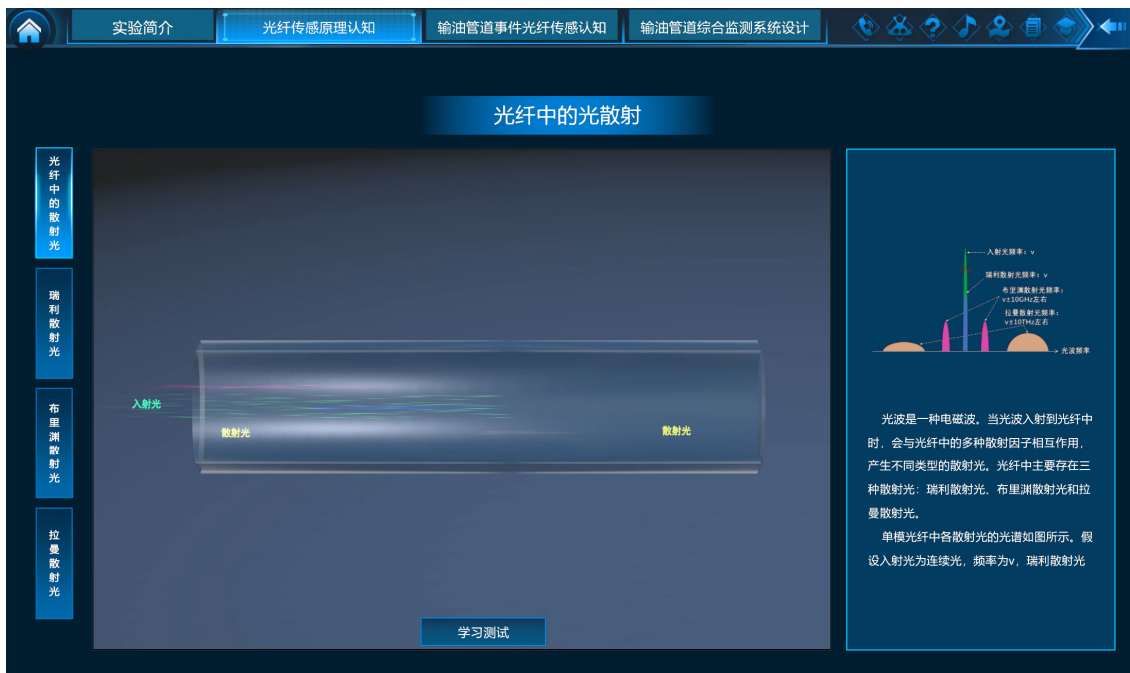 实验简介
光纤传感原理认知
输油管道事件光纤传感认知
输油管道综合监测系统设计
光纤中的光散射
光纤中的散射光
瑞利散射光
布里渊散射光
拉曼散射光
入射光
散射光
散射光
学习测试
入射光频率：v
瑞利散射光频率：v
布里渊散射光频率：
v±10GHz左右
拉曼散射光频率：
v±10THz左右
光波频率
光波是一种电磁波。当光波入射到光纤中
时，会与光纤中的多种散射因子相互作用，
产生不同类型的散射光。光纤中主要存在三
种散射光：瑞利散射光、布里渊散射光和拉
曼散射光。
单模光纤中各散射光的光谱如图所示。假
设入射光为连续光，频率为v，瑞利散射光